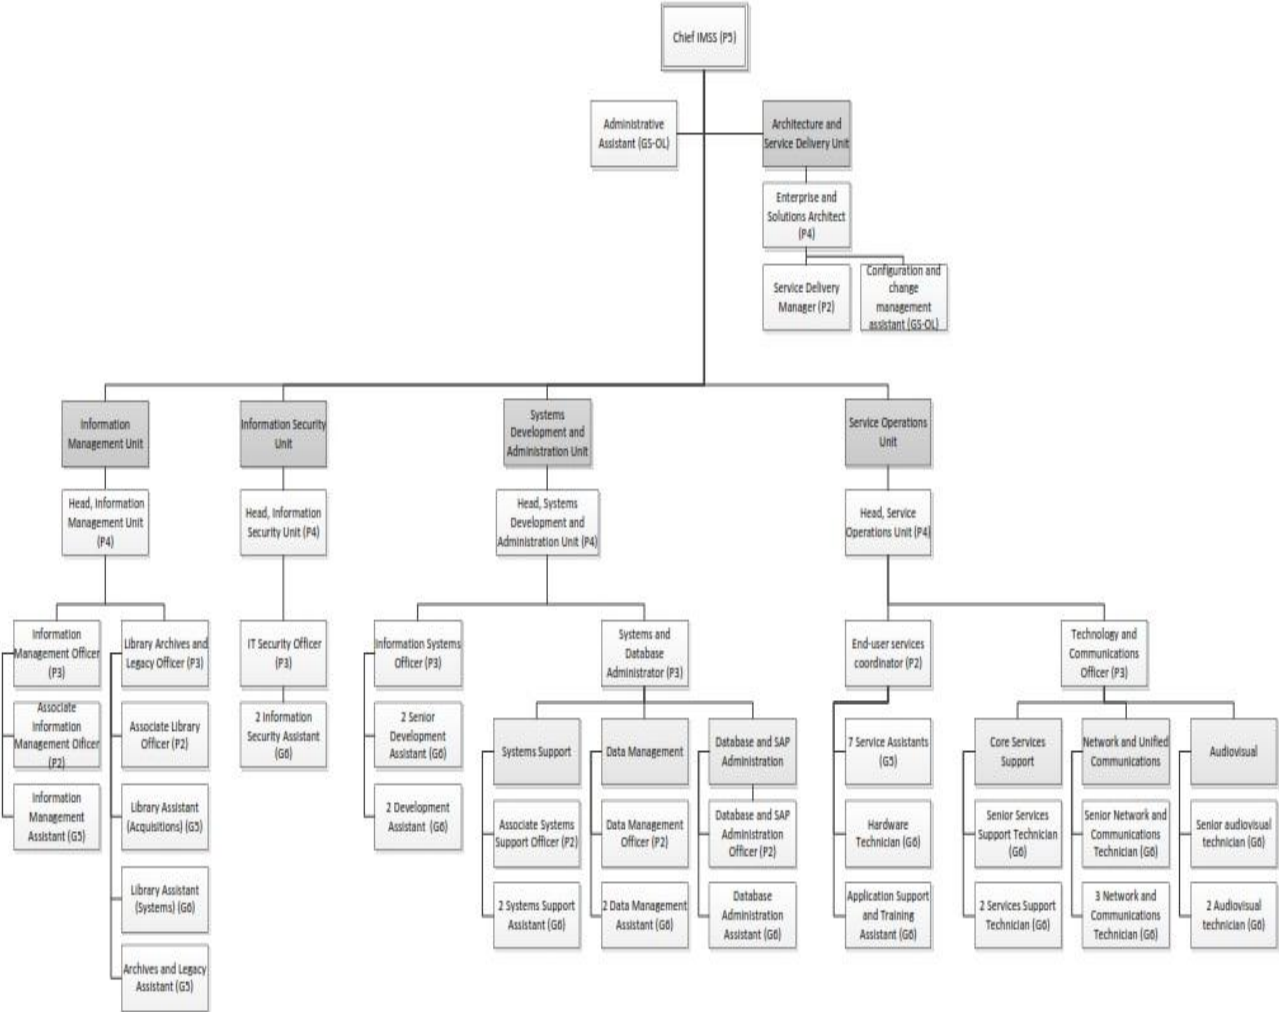 Chief IMSS (P5)
Administrative
Assistant (GS-OL)
Architecture and
Service Delivery Unit
Enterprise and
Solutions Architect
(P4)
Service Delivery
Manager (P2)
Configuration and
change
management
assistant (GS-OL)
Information
Management Unit
Information Security
Unit
Systems
Development and
Administration Unit
Service Operations
Unit
Head, Information
Management Unit
(P4)
Head, Information
Security Unit (P4)
Head, Systems
Development and
Administration Unit (P4)
Head, Service
Operations Unit (P4)
Information
Management Officer
(P3)
Library Archives and
Legacy Officer (P3)
IT Security Officer
(P3)
Information Systems
Officer (P3)
Systems and
Database
Administrator (P3)
End-user services
coordinator (P2)
Technology and
Communications
Officer (P3)
Associate
Information
Management Officer
(P2)
Associate Library
Officer (P2)
2 Information
Security Assistant
(G6)
2 Senior
Development
Assistant (G6)
Systems Support
Data Management
Database and SAP
Administration
7 Service Assistants
(G5)
Core Services
Support
Network and Unified
Communications
Audiovisual
Information
Management
Assistant (G5)
Library Assistant
(Acquisitions) (G5)
2 Development
Assistant (G6)
Associate Systems
Support Officer (P2)
Data Management
Officer (P2)
Database and SAP
Administration
Officer (P2)
Hardware
Technician (G6)
Senior Services
Support Technician
(G6)
Senior Network and
Communications
Technician (G6)
Senior audiovisual
technician (G6)
Library Assistant
(Systems) (G6)
2 Systems Support
Assistant (G6)
2 Data Management
Assistant (G6)
Database
Administration
Assistant (G6)
Application Support
and Training
Assistant (G6)
2 Services Support
Technician (G6)
3 Network and
Communications
Technician (G6)
2 Audiovisual
technician (G6)
Archives and Legacy
Assistant (G5)